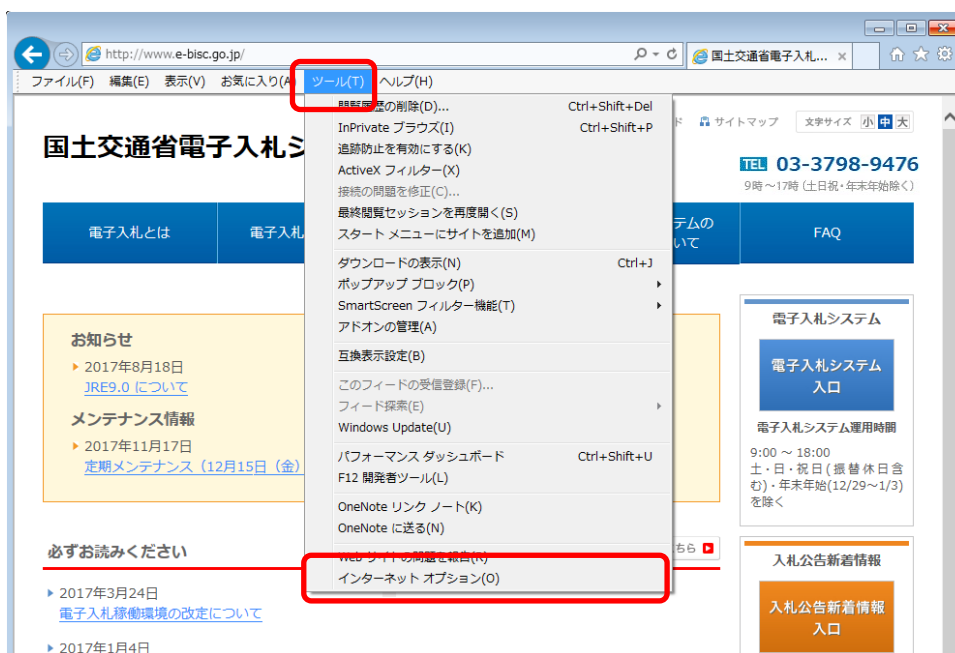 http://www.e-bisc.go.jp/
国土交通省電子入札...
ファイル(F) 編集(E) 表示(V) お気に入り(A) ツール(T) ヘルプ(H)
閲覧履歴の削除(D)... Ctrl+Shift+Del
InPrivate ブラウズ(I) Ctrl+Shift+P
追跡防止を有効にする(K)
ActiveX フィルター(X)
接続の問題を修正(C)...
最終閲覧セッションを再度開く(S)
スタート メニューにサイトを追加(M)
ダウンロードの表示(N) Ctrl+J
ポップアップ ブロック(P)
SmartScreen フィルター機能(T)
アドオンの管理(A)
互換表示設定(B)
このフィードの受信登録(F)...
フィード探索(E)
Windows Update(U)
パフォーマンス ダッシュボード Ctrl+Shift+U
F12 開発者ツール(L)
OneNote リンク ノート(K)
OneNote に送る(N)
Web サイトの問題を報告(R)
インターネット オプション(O)
ド サイトマップ 文字サイズ 小 中 大
国土交通省電子入札シ
TEL 03-3798-9476
9時~17時 (土日祝・年末年始除く)
電子入札とは
電子入札
テムの
いて
FAQ
お知らせ
2017年8月18日
JRE9.0 について
メンテナンス情報
2017年11月17日
定期メンテナンス（12月15日（金）
必ずお読みください
ちら
2017年3月24日
電子入札稼働環境の改定について
2017年1月4日
電子入札システム
電子入札システム
入口
電子入札システム運用時間
9:00 ~ 18:00
土・日・祝日(振替休日含
む)・年末年始(12/29~1/3)
を除く
入札公告新着情報
入札公告新着情報
入口